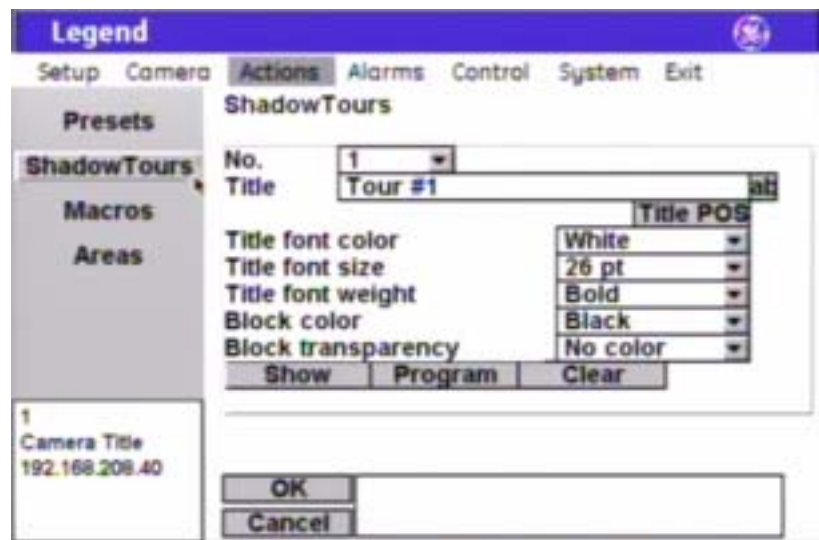 Legend
Setup Camera Actions Alarms Control System Exit
Presets
ShadowTours
Macros
Areas
ShadowTours
No. 1
Title Tour #1 ab
Title POS
Title font color White
Title font size 26 pt
Title font weight Bold
Block color Black
Block transparency No color
Show Program Clear
1
Camera Title
192.168.208.40
OK
Cancel